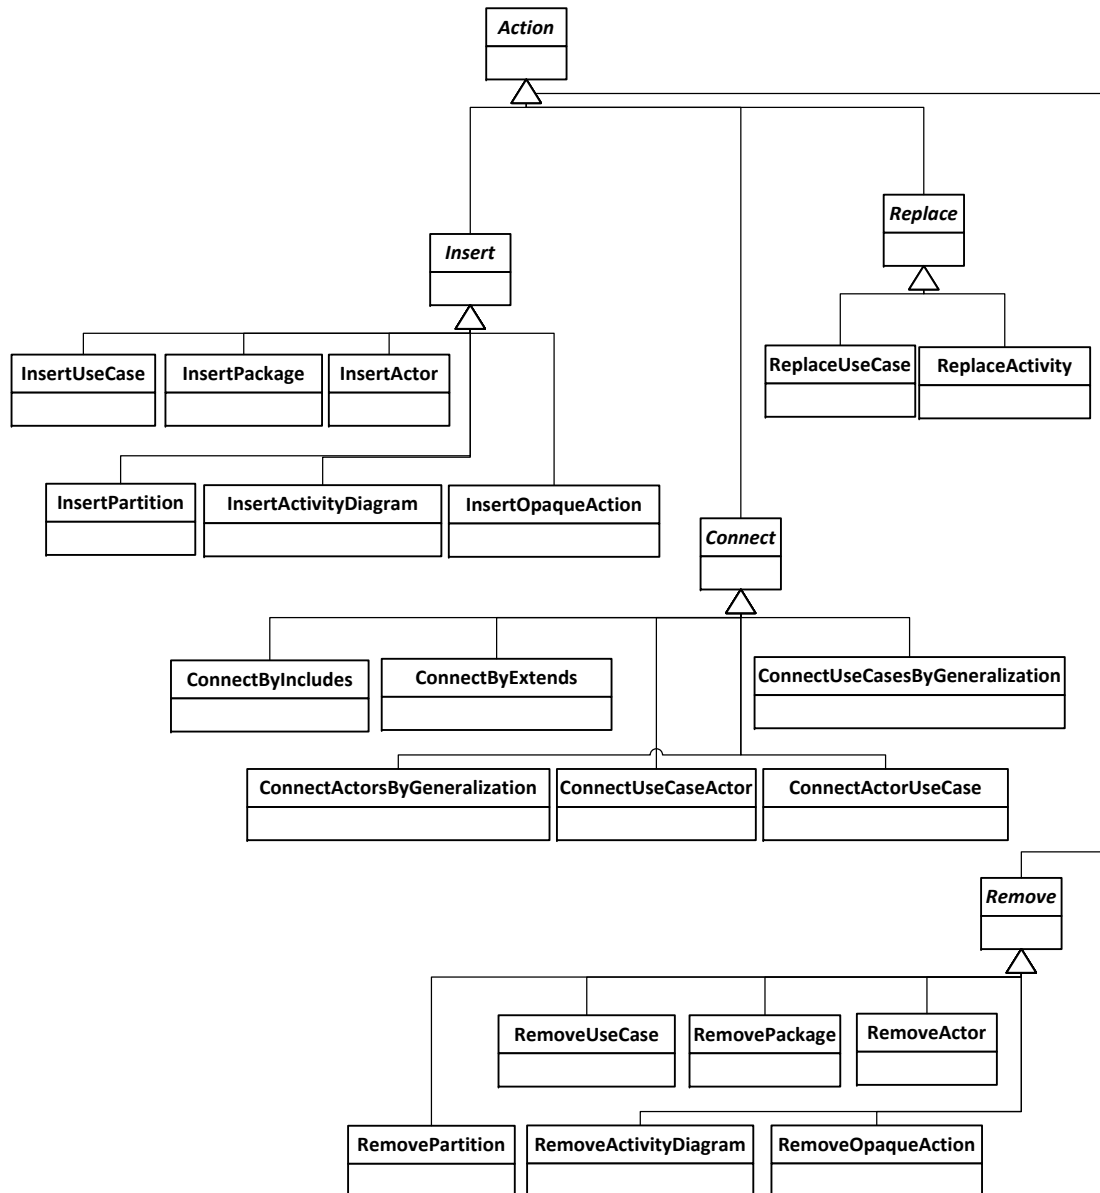 Action
Replace
Insert
ReplaceUseCase
ReplaceActivity
InsertUseCase
InsertPackage
InsertActor
InsertPartition
InsertActivityDiagram
InsertOpaqueAction
Connect
ConnectByIncludes
ConnectByExtends
ConnectUseCasesByGeneralization
ConnectActorsByGeneralization
ConnectUseCaseActor
ConnectActorUseCase
Remove
RemoveUseCase
RemovePackage
RemoveActor
RemovePartition
RemoveActivityDiagram
RemoveOpaqueAction